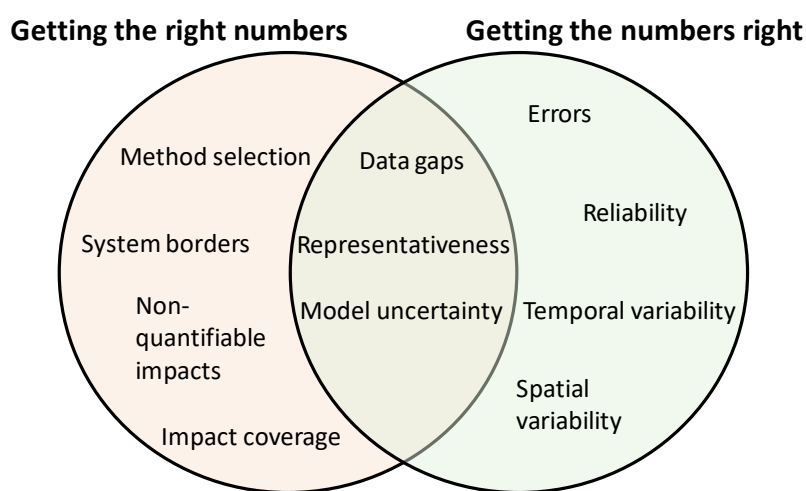 Getting the right numbers
Getting the numbers right
Errors
Method selection
Data gaps
Reliability
System borders
Representativeness
Non-
quantifiable
impacts
Model uncertainty
Temporal variability
Spatial
variability
Impact coverage